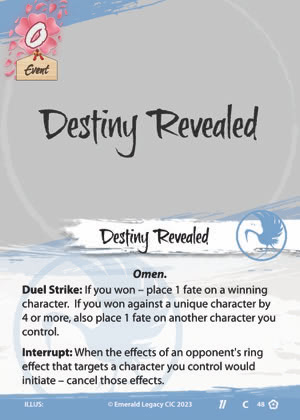 Event
Destiny Revealed
Destiny Revealed
Omen.
Duel Strike: If you won – place 1 fate on a winning
character.  If you won against a unique character by
4 or more, also place 1 fate on another character you
control.
Interrupt: When the effects of an opponent's ring
effect that targets a character you control would
initiate – cancel those effects.
ILLUS:
© Emerald Legacy CIC 2023
C
48